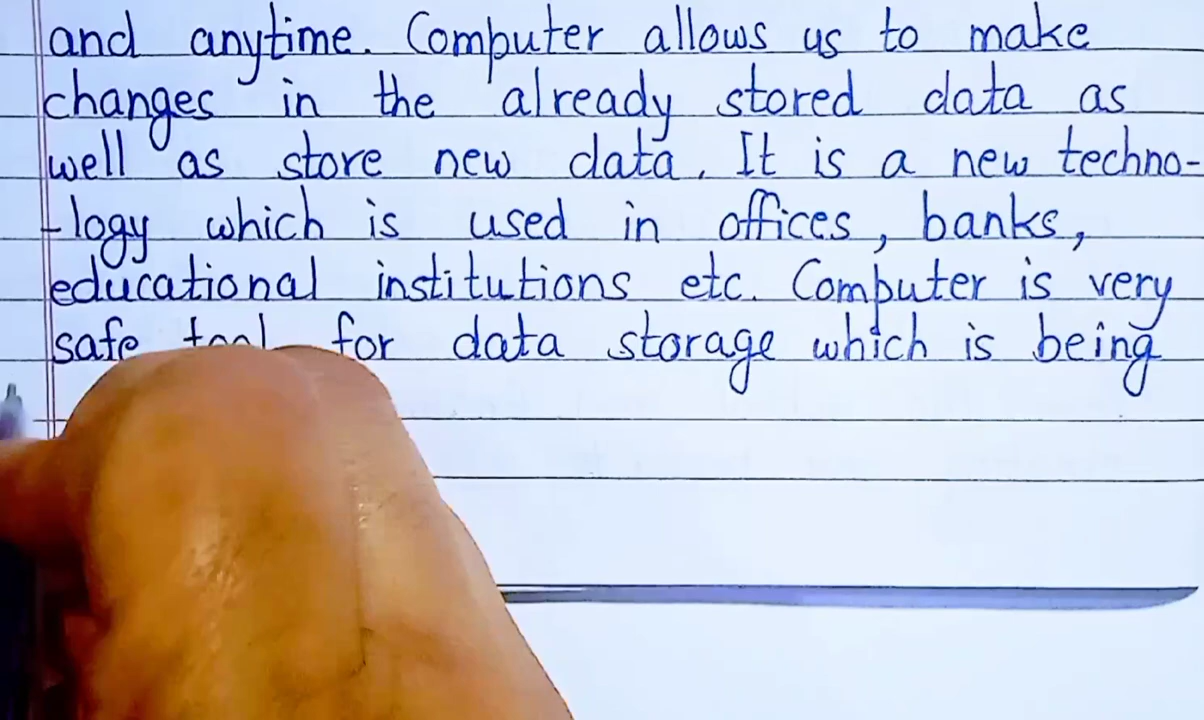 and anytime. Computer allows us to make
changes in the already stored data as
well as store new data. It is a new techno-
-logy which is used in offices, banks,
educational institutions etc. Computer is very
safe tool for data storage which is being